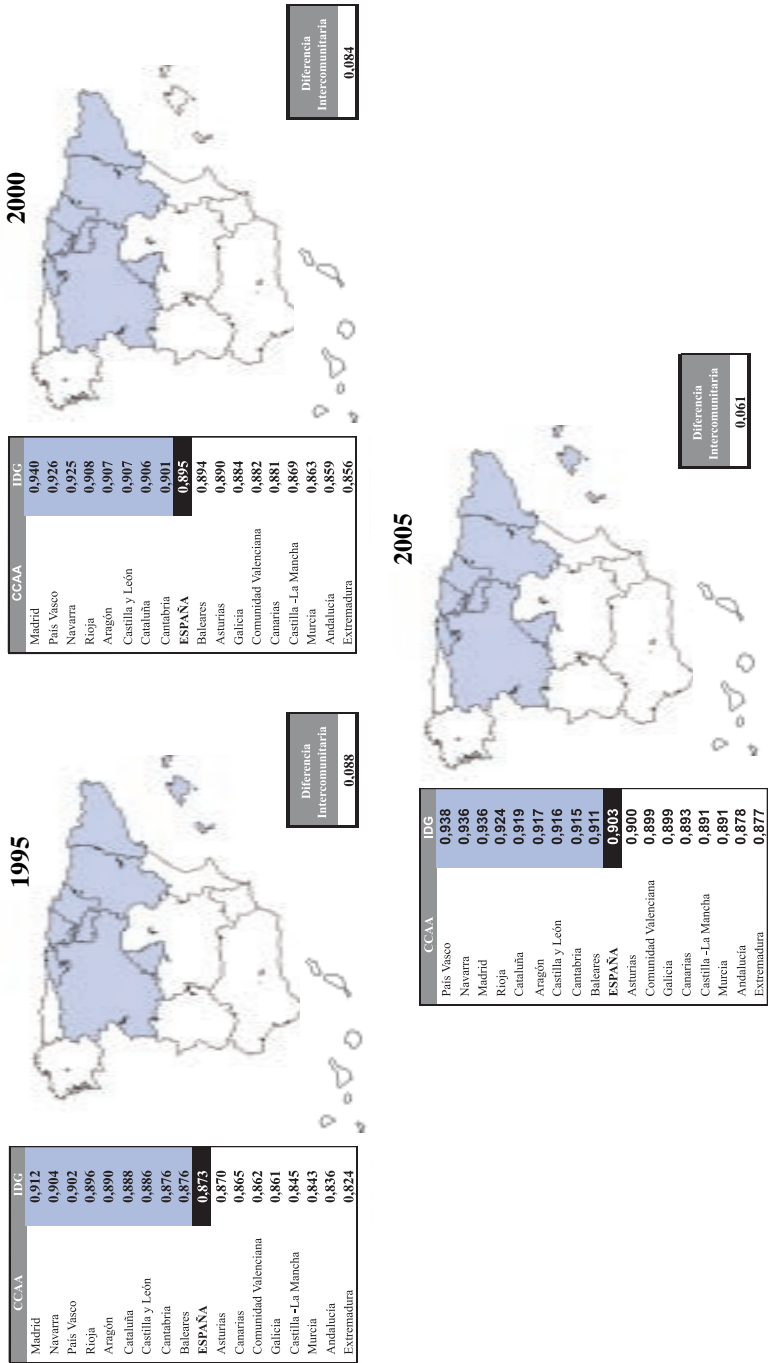 1995
CCAA IDG
Madrid 0,912
Navarra 0,904
País Vasco 0,902
Rioja 0,896
Aragón 0,890
Cataluña 0,888
Castilla y León 0,886
Cantabria 0,876
Baleares 0,876
ESPAÑA 0,873
Asturias 0,870
Canarias 0,865
Comunidad Valenciana 0,862
Galicia 0,861
Castilla -La Mancha 0,845
Murcia 0,843
Andalucía 0,836
Extremadura 0,824
Diferencia
Intercomunitaria
0,088
2000
CCAA IDG
Madrid 0,940
País Vasco 0,926
Navarra 0,925
Rioja 0,908
Aragón 0,907
Castilla y León 0,907
Cataluña 0,906
Cantabria 0,901
ESPAÑA 0,895
Baleares 0,894
Asturias 0,890
Galicia 0,884
Comunidad Valenciana 0,882
Canarias 0,881
Castilla -La Mancha 0,869
Murcia 0,863
Andalucía 0,859
Extremadura 0,856
Diferencia
Intercomunitaria
0,084
2005
CCAA IDG
País Vasco 0,938
Navarra 0,936
Madrid 0,936
Rioja 0,924
Cataluña 0,919
Aragón 0,917
Castilla y León 0,916
Cantabria 0,915
Baleares 0,911
ESPAÑA 0,903
Asturias 0,900
Comunidad Valenciana 0,899
Galicia 0,899
Canarias 0,893
Castilla -La Mancha 0,891
Murcia 0,891
Andalucía 0,878
Extremadura 0,877
Diferencia
Intercomunitaria
0,061